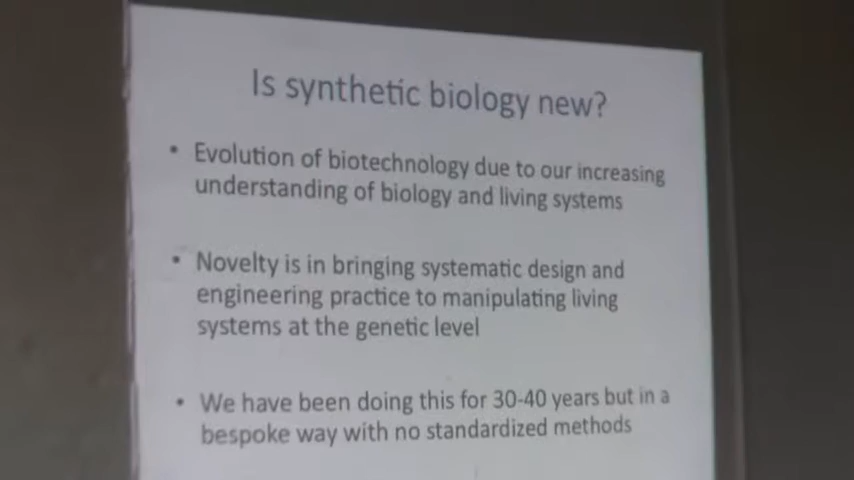 Is synthetic biology new?
• Evolution of biotechnology due to our increasing
understanding of biology and living systems
• Novelty is in bringing systematic design and
engineering practice to manipulating living
systems at the genetic level
• We have been doing this for 30-40 years but in a
bespoke way with no standardized methods